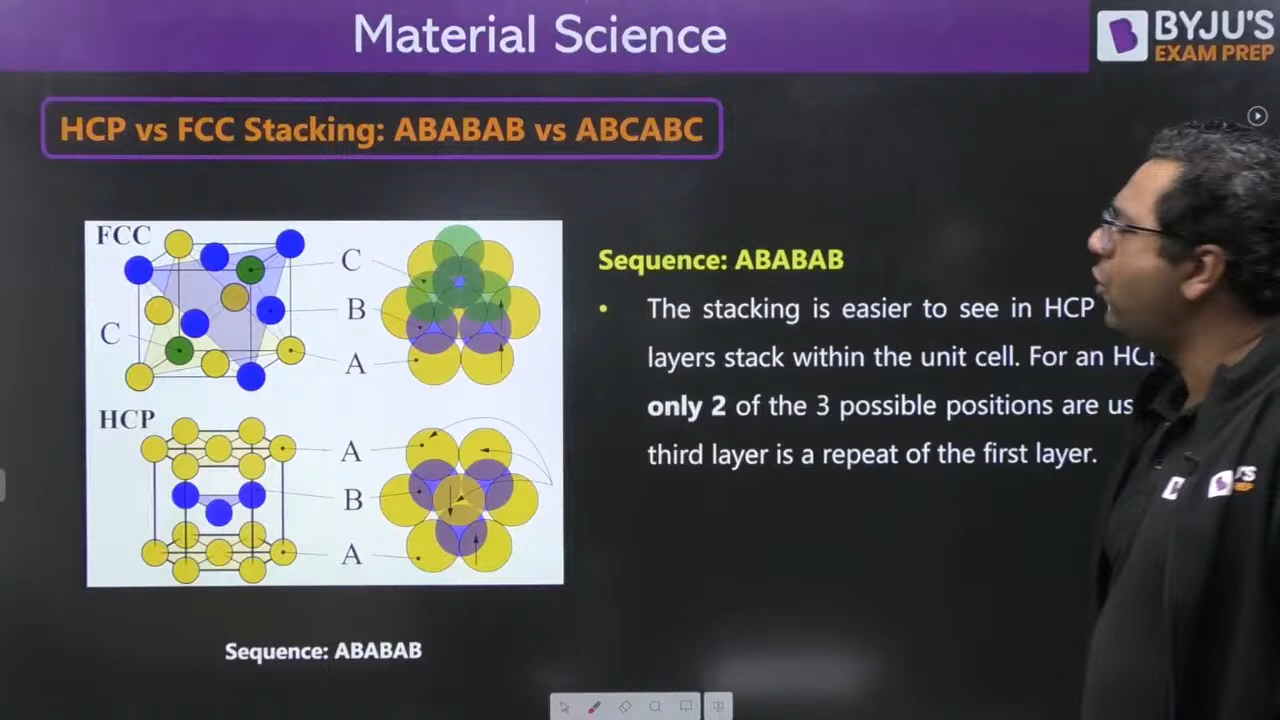 Material Science
BYJU'S
EXAM PREP
HCP vs FCC Stacking: ABABAB vs ABCABC
FCC
C
B
C
A
HCP
A
B
A
Sequence: ABABAB
• The stacking is easier to see in HCP
layers stack within the unit cell. For an
only 2 of the 3 possible positions are
third layer is a repeat of the first layer.
Sequence: ABABAB